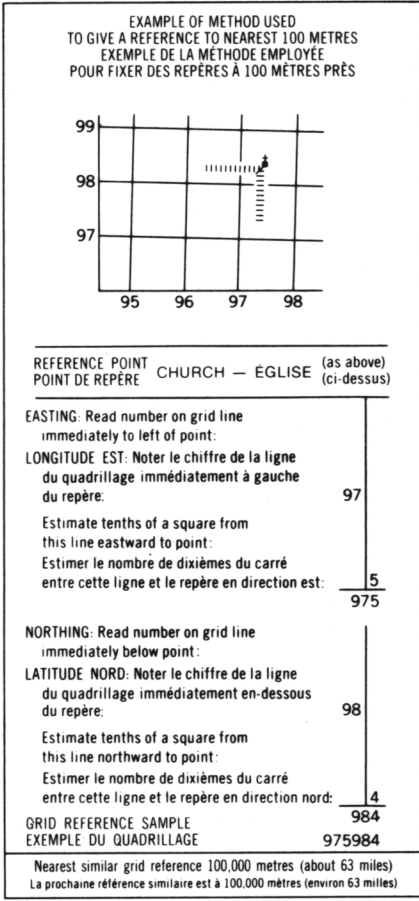 EXAMPLE OF METHOD USED
TO GIVE A REFERENCE TO NEAREST 100 METRES
EXEMPLE DE LA MÉTHODE EMPLOYÉE
POUR FIXER DES REPÈRES À 100 MÈTRES PRÈS
99
98
97
95 96 97 98
REFERENCE POINT CHURCH — ÉGLISE (as above)
POINT DE REPÈRE (ci-dessus)
EASTING: Read number on grid line
immediately to left of point:
LONGITUDE EST: Noter le chiffre de la ligne
du quadrillage immédiatement à gauche
du repère: 97
Estimate tenths of a square from
this line eastward to point:
Estimer le nombre de dixièmes du carré
entre cette ligne et le repère en direction est: 5
975
NORTHING: Read number on grid line
immediately below point:
LATITUDE NORD: Noter le chiffre de la ligne
du quadrillage immédiatement en-dessous
du repère: 98
Estimate tenths of a square from
this line northward to point:
Estimer le nombre de dixièmes du carré
entre cette ligne et le repère en direction nord: 4
984
GRID REFERENCE SAMPLE
EXEMPLE DU QUADRILLAGE 975984
Nearest similar grid reference 100,000 metres (about 63 miles)
La prochaine référence similaire est à 100,000 mètres (environ 63 milles)